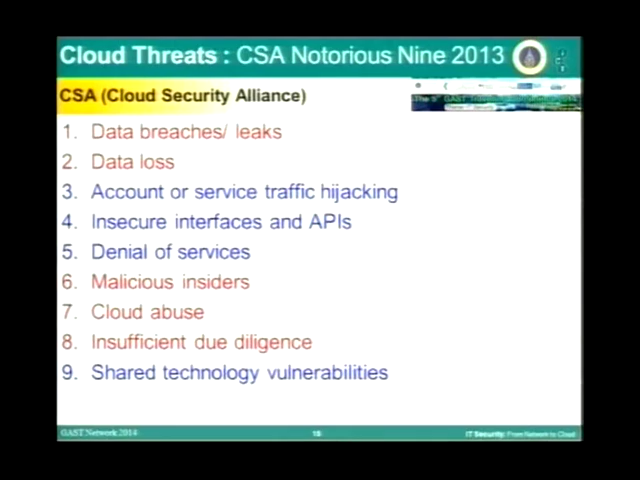 Cloud Threats : CSA Notorious Nine 2013
CSA (Cloud Security Alliance)
1. Data breaches/ leaks
2. Data loss
3. Account or service traffic hijacking
4. Insecure interfaces and APIs
5. Denial of services
6. Malicious insiders
7. Cloud abuse
8. Insufficient due diligence
9. Shared technology vulnerabilities
GAST Network 2014
IT Security: From Network to Cloud